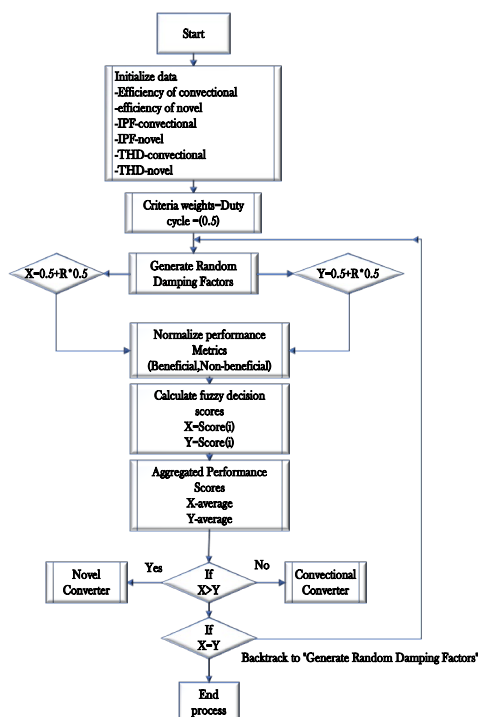 Start
Initialize data
-Efficiency of convectional
-efficiency of novel
-IPF-convectional
-IPF-novel
-THD-convectional
-THD-novel
Criteria weights=Duty
cycle =(0.5)
X=0.5+R*0.5
Generate Random
Damping Factors
Y=0.5+R*0.5
Normalize performance
Metrics
(Beneficial,Non-beneficial)
Calculate fuzzy decision
scores
X=Score(i)
Y=Score(i)
Aggregated Performance
Scores
X-average
Y-average
Novel
Converter
Yes
If
X>Y
No
Convectional
Converter
If
X=Y
Backtrack to "Generate Random Damping Factors"
End
process